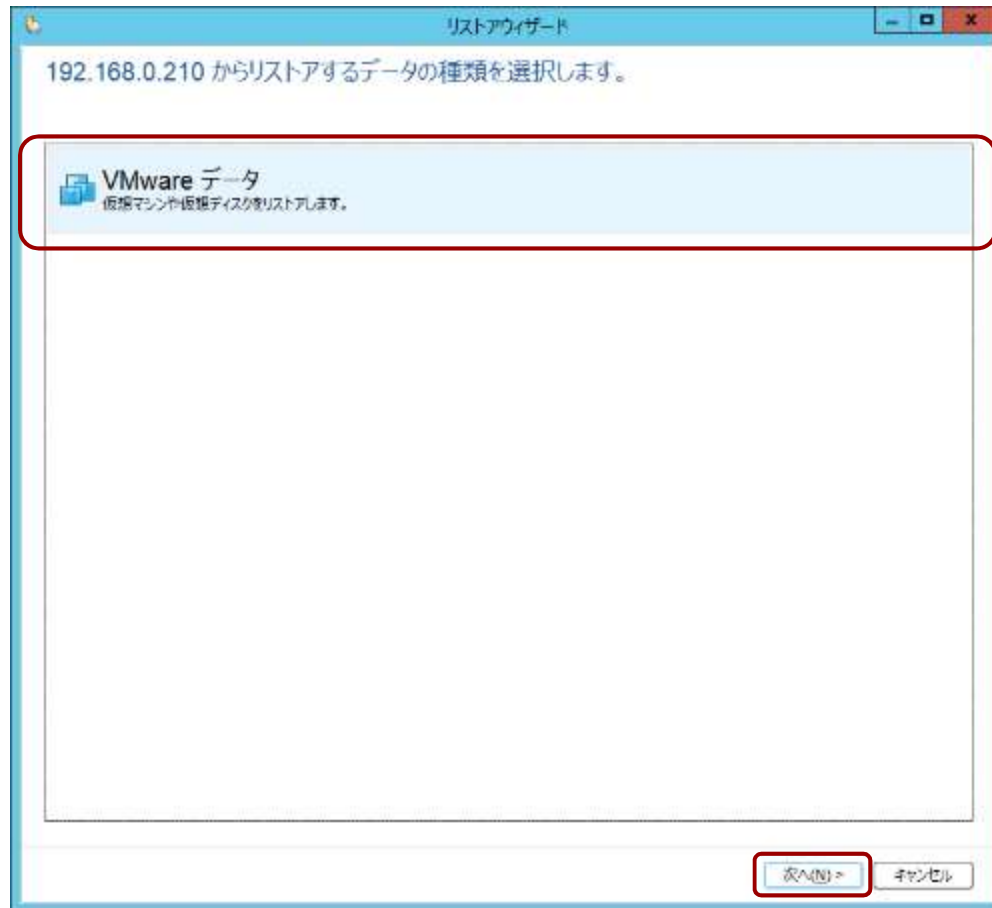 リストアウィザード
192.168.0.210 からリストアするデータの種類を選択します。
VMware データ
仮想マシンや仮想ディスクをリストアします。
次へ(N) >
キャンセル